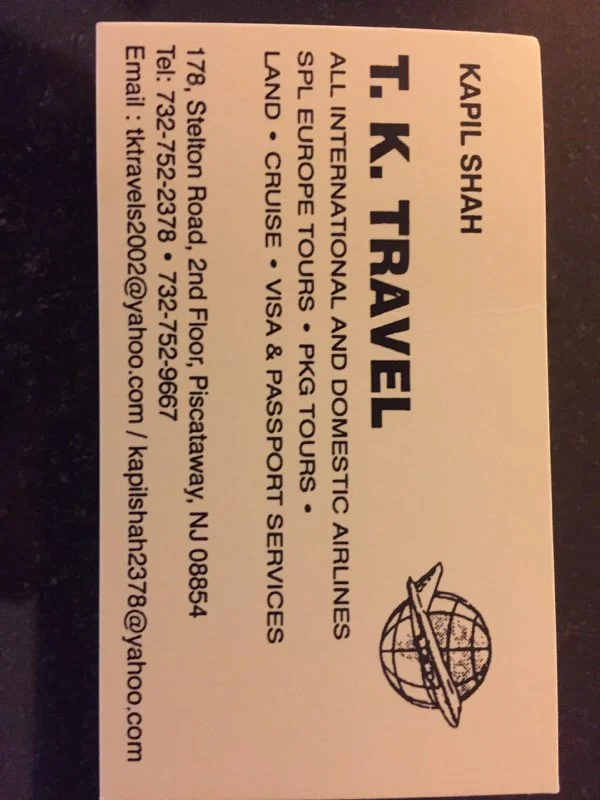 KAPIL SHAH
T. K. TRAVEL
ALL INTERNATIONAL AND DOMESTIC AIRLINES
SPL EUROPE TOURS • PKG TOURS •
LAND • CRUISE • VISA & PASSPORT SERVICES
178, Stelton Road, 2nd Floor, Piscataway, NJ 08854
Tel: 732-752-2378 • 732-752-9667
Email : tktravels2002@yahoo.com / kapilshah2378@yahoo.com